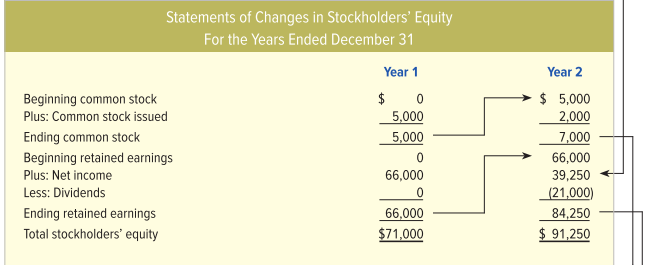 Statements of Changes in Stockholders' Equity
For the Years Ended December 31
Year 1 Year 2
Beginning common stock $ 0 $ 5,000
Plus: Common stock issued 5,000 2,000
Ending common stock 5,000 7,000
Beginning retained earnings 0 66,000
Plus: Net income 66,000 39,250
Less: Dividends 0 (21,000)
Ending retained earnings 66,000 84,250
Total stockholders' equity $71,000 $ 91,250